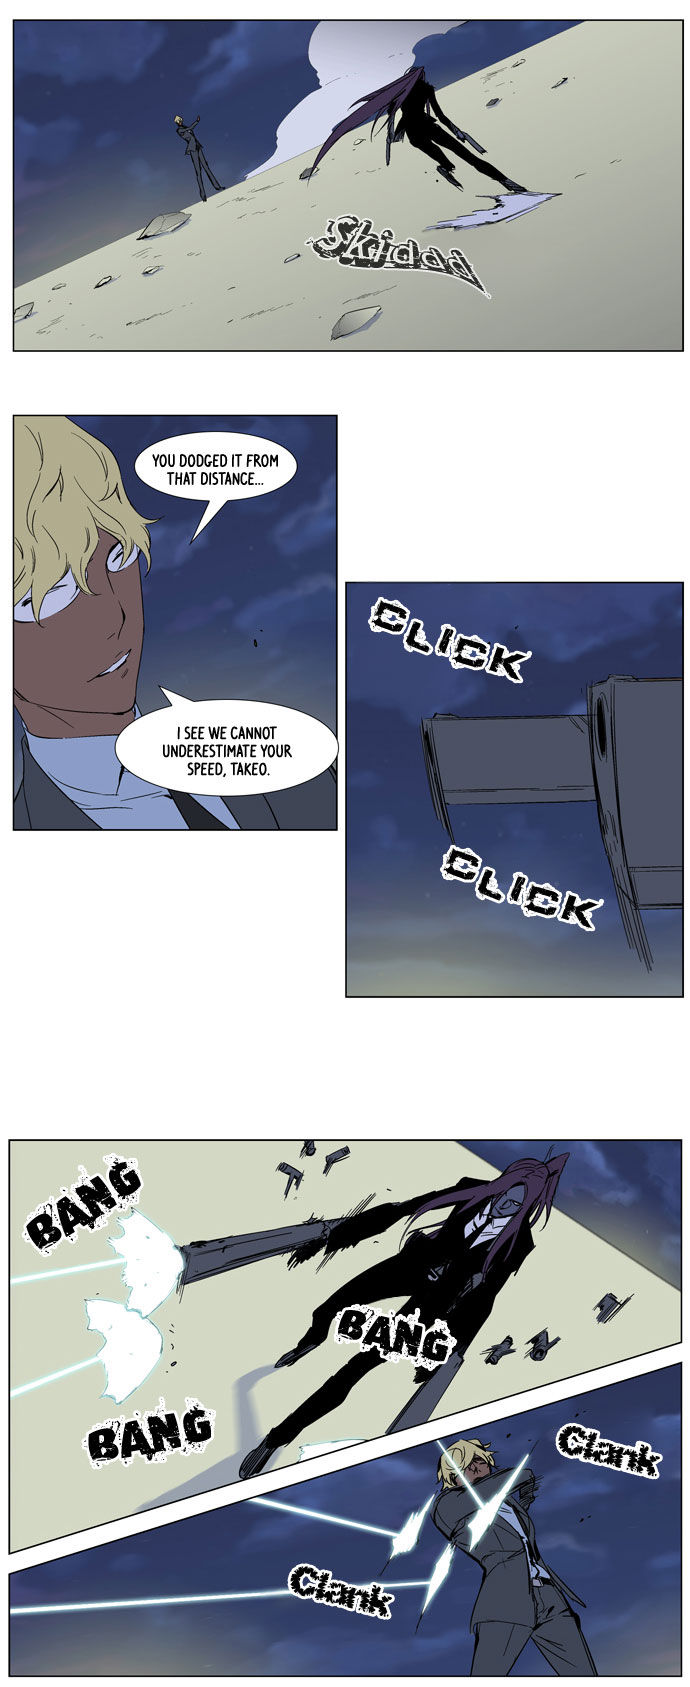 Skiddd
YOU DODGED IT FROM
THAT DISTANCE...
I SEE WE CANNOT
UNDERESTIMATE YOUR
SPEED, TAKEO.
CLICK
CLICK
BANG
BANG
BANG
Clank
Clank